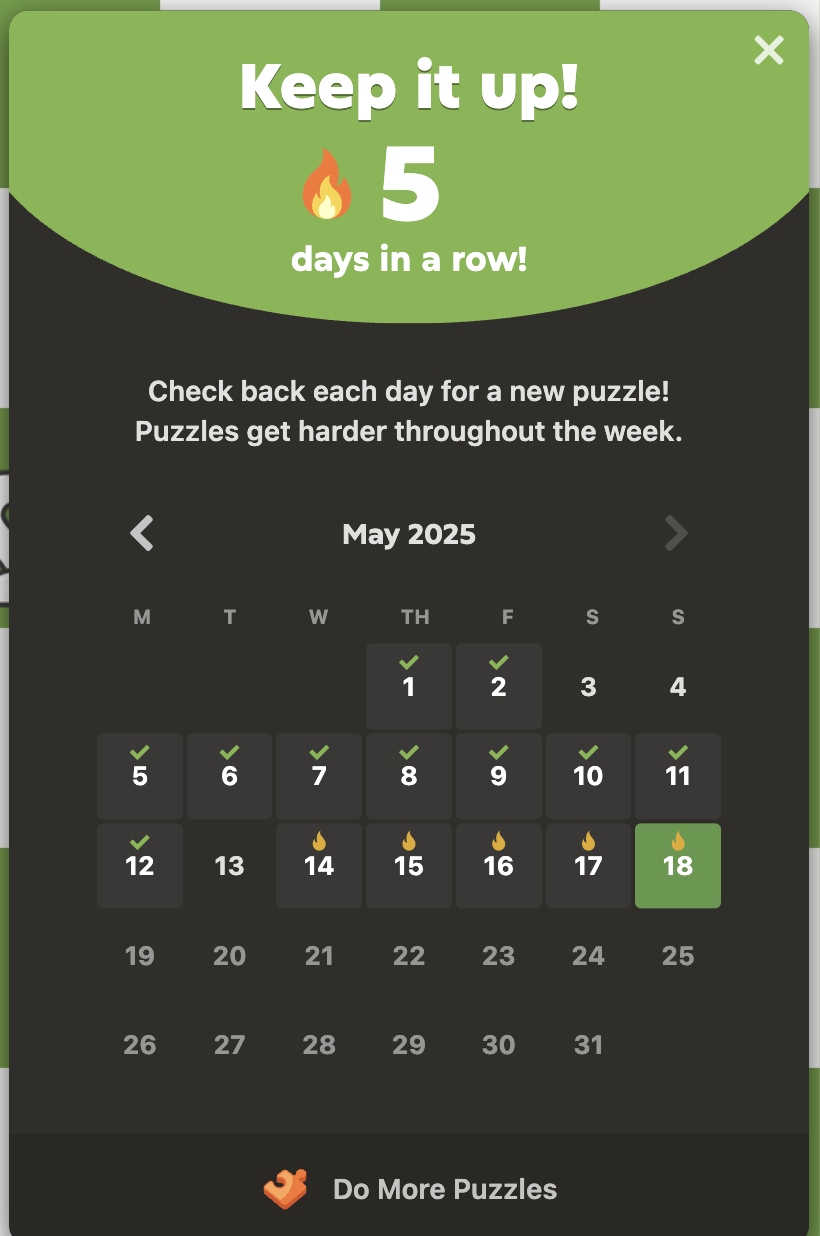 Keep it up!
5
days in a row!
Check back each day for a new puzzle!
Puzzles get harder throughout the week.
May 2025
M T W TH F S S
1 2 3 4
5 6 7 8 9 10 11
12 13 14 15 16 17 18
19 20 21 22 23 24 25
26 27 28 29 30 31
Do More Puzzles